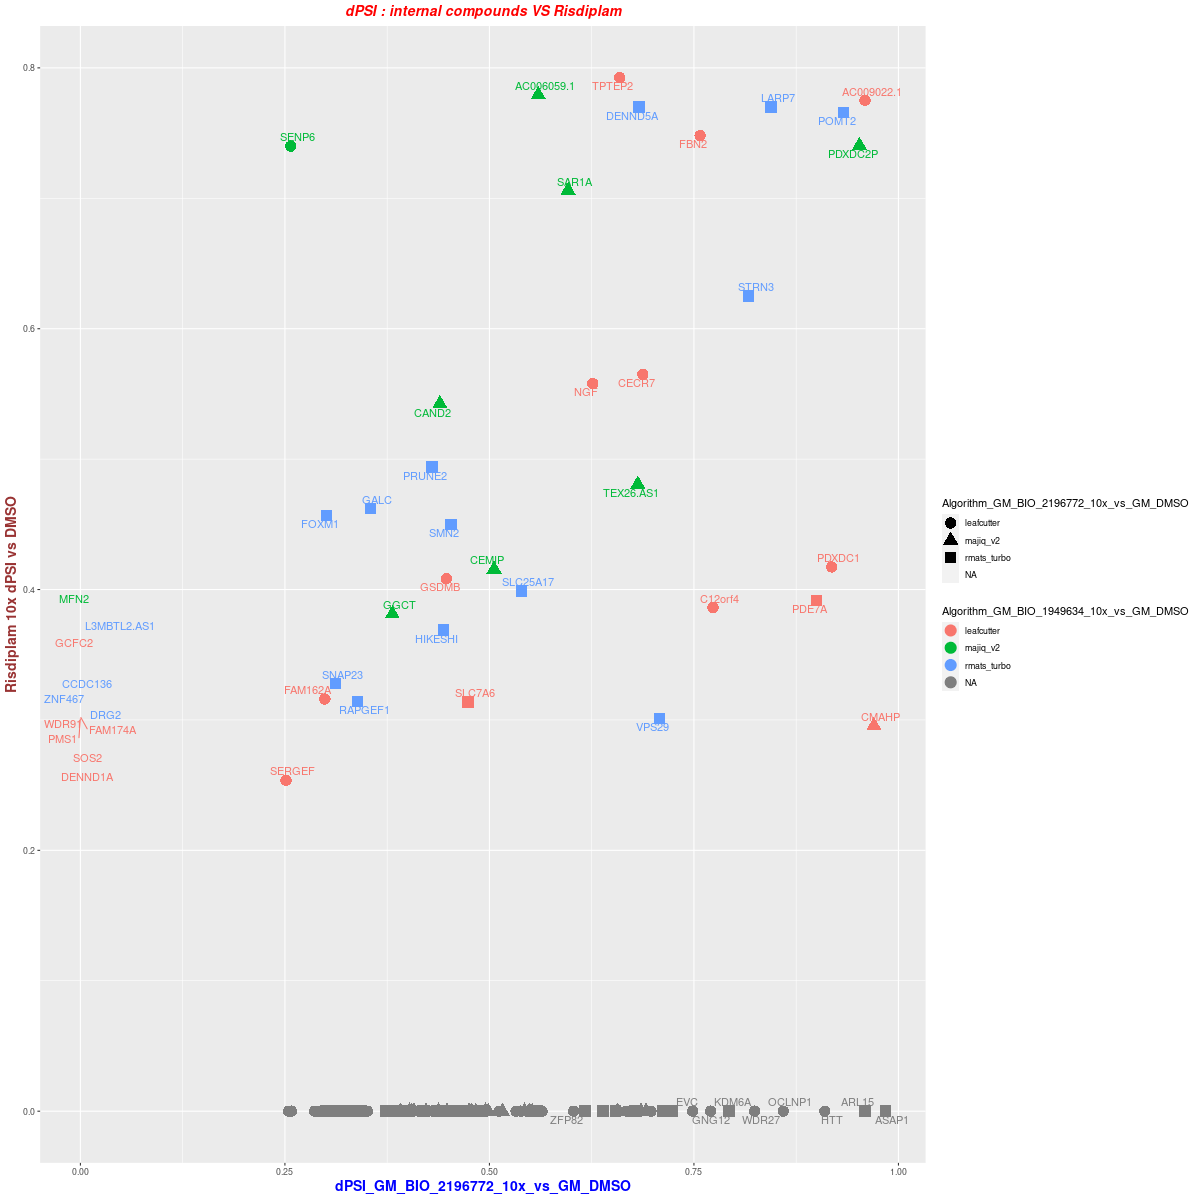 dPSI : internal compounds VS Risdiplam
Risdiplam 10x dPSI vs DMSO
0.8
0.6
0.4
0.2
0.0
TPTEP2
AC006059.1
AC009022.1
LARP7
DENND5A
POMT2
SENP6
FBN2
PDXDC2P
SAR1A
STRN3
CECR7
NGF
CAND2
PRUNE2
TEX26.AS1
GALC
FOXM1
SMN2
CEMIP
PDXDC1
SLC25A17
GSDMB
MFN2
GGCT
C12orf4
PDE7A
L3MBTL2.AS1
HIKESHI
GCFC2
SNAP23
CCDC136
FAM162A
SLC7A6
ZNF467
RAPGEF1
DRG2
CMAHP
WDR91
FAM174A
VPS29
PMS1
SOS2
SERGEF
DENND1A
EVC
KDM6A
OCLNP1
ARL15
ZFP82
GNG12
WDR27
HTT
ASAP1
0.00
0.25
0.50
0.75
1.00
dPSI_GM_BIO_2196772_10x_vs_GM_DMSO
Algorithm_GM_BIO_2196772_10x_vs_GM_DMSO
leafcutter
majiq_v2
rmats_turbo
NA
Algorithm_GM_BIO_1949634_10x_vs_GM_DMSO
leafcutter
majiq_v2
rmats_turbo
NA